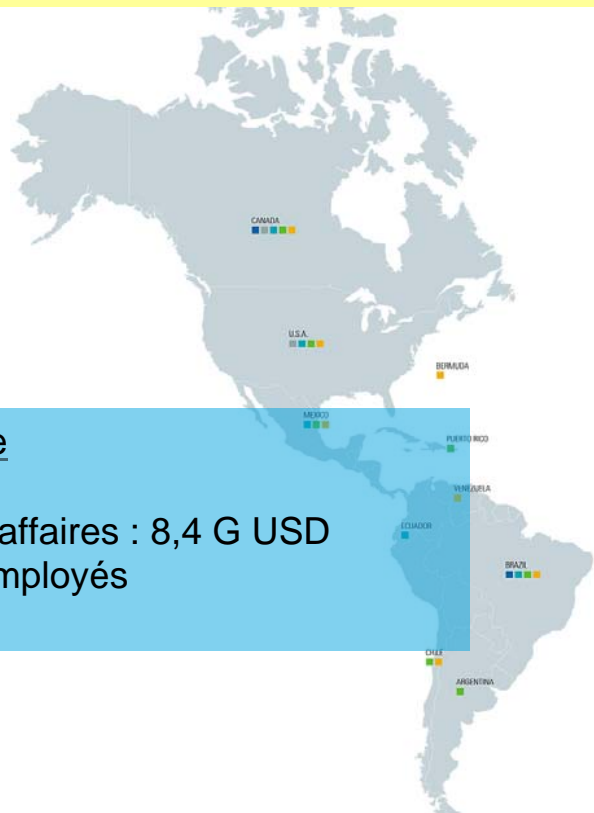 CANADA
U.S.A.
BERMUDA
MEXICO
PUERTO RICO
e
VENEZUELA
affaires : 8,4 G USD
ECUADOR
mployés
BRAZIL
CHILE
ARGENTINA